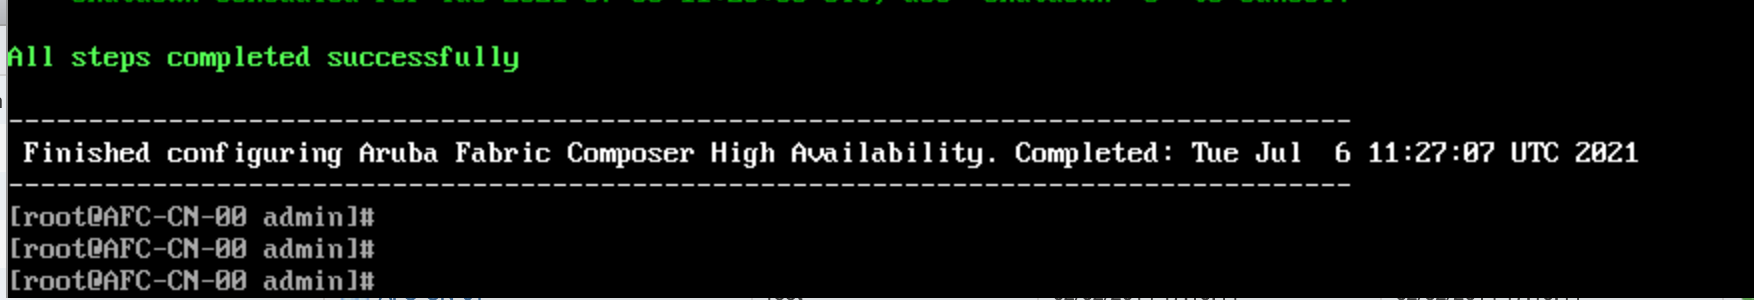 All steps completed successfully
-------------------------------------------------------------------------------------
Finished configuring Aruba Fabric Composer High Availability. Completed: Tue Jul  6 11:27:07 UTC 2021
-------------------------------------------------------------------------------------
[root@AFC-CN-00 admin]#
[root@AFC-CN-00 admin]#
[root@AFC-CN-00 admin]#